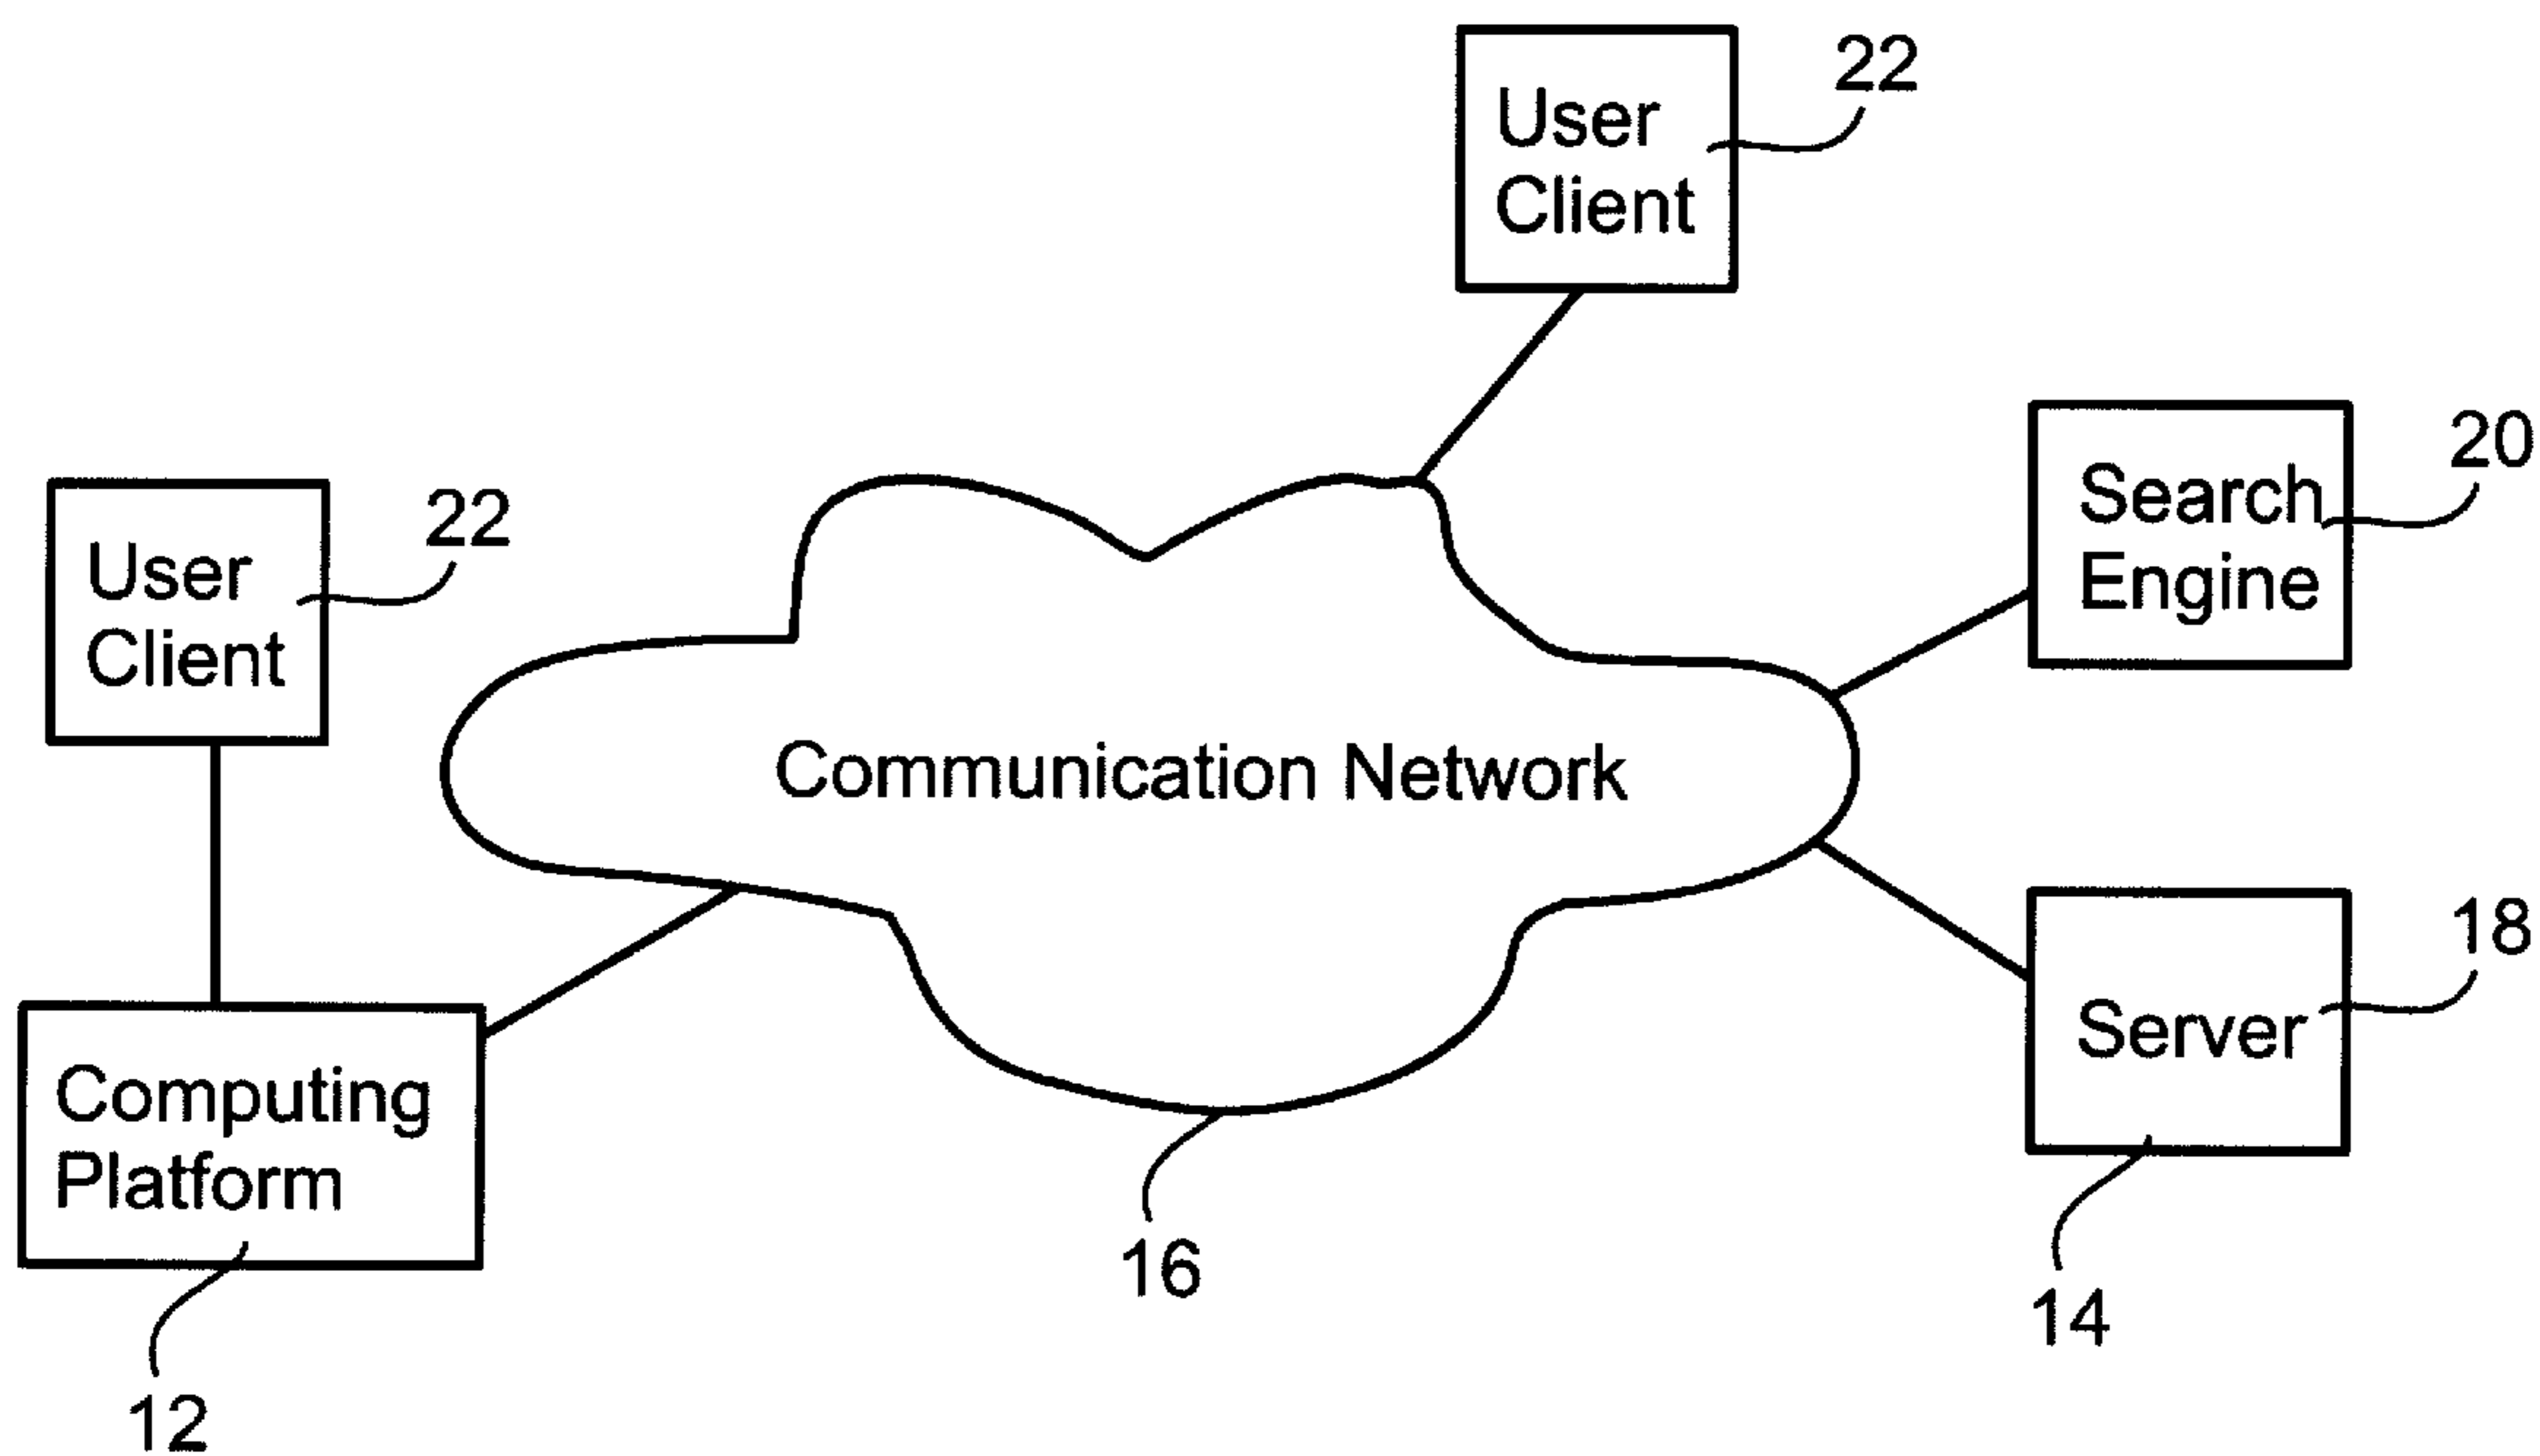 User
Client
22
Search
Engine
20
User
Client
22
Communication Network
Server
18
Computing
Platform
16
14
12